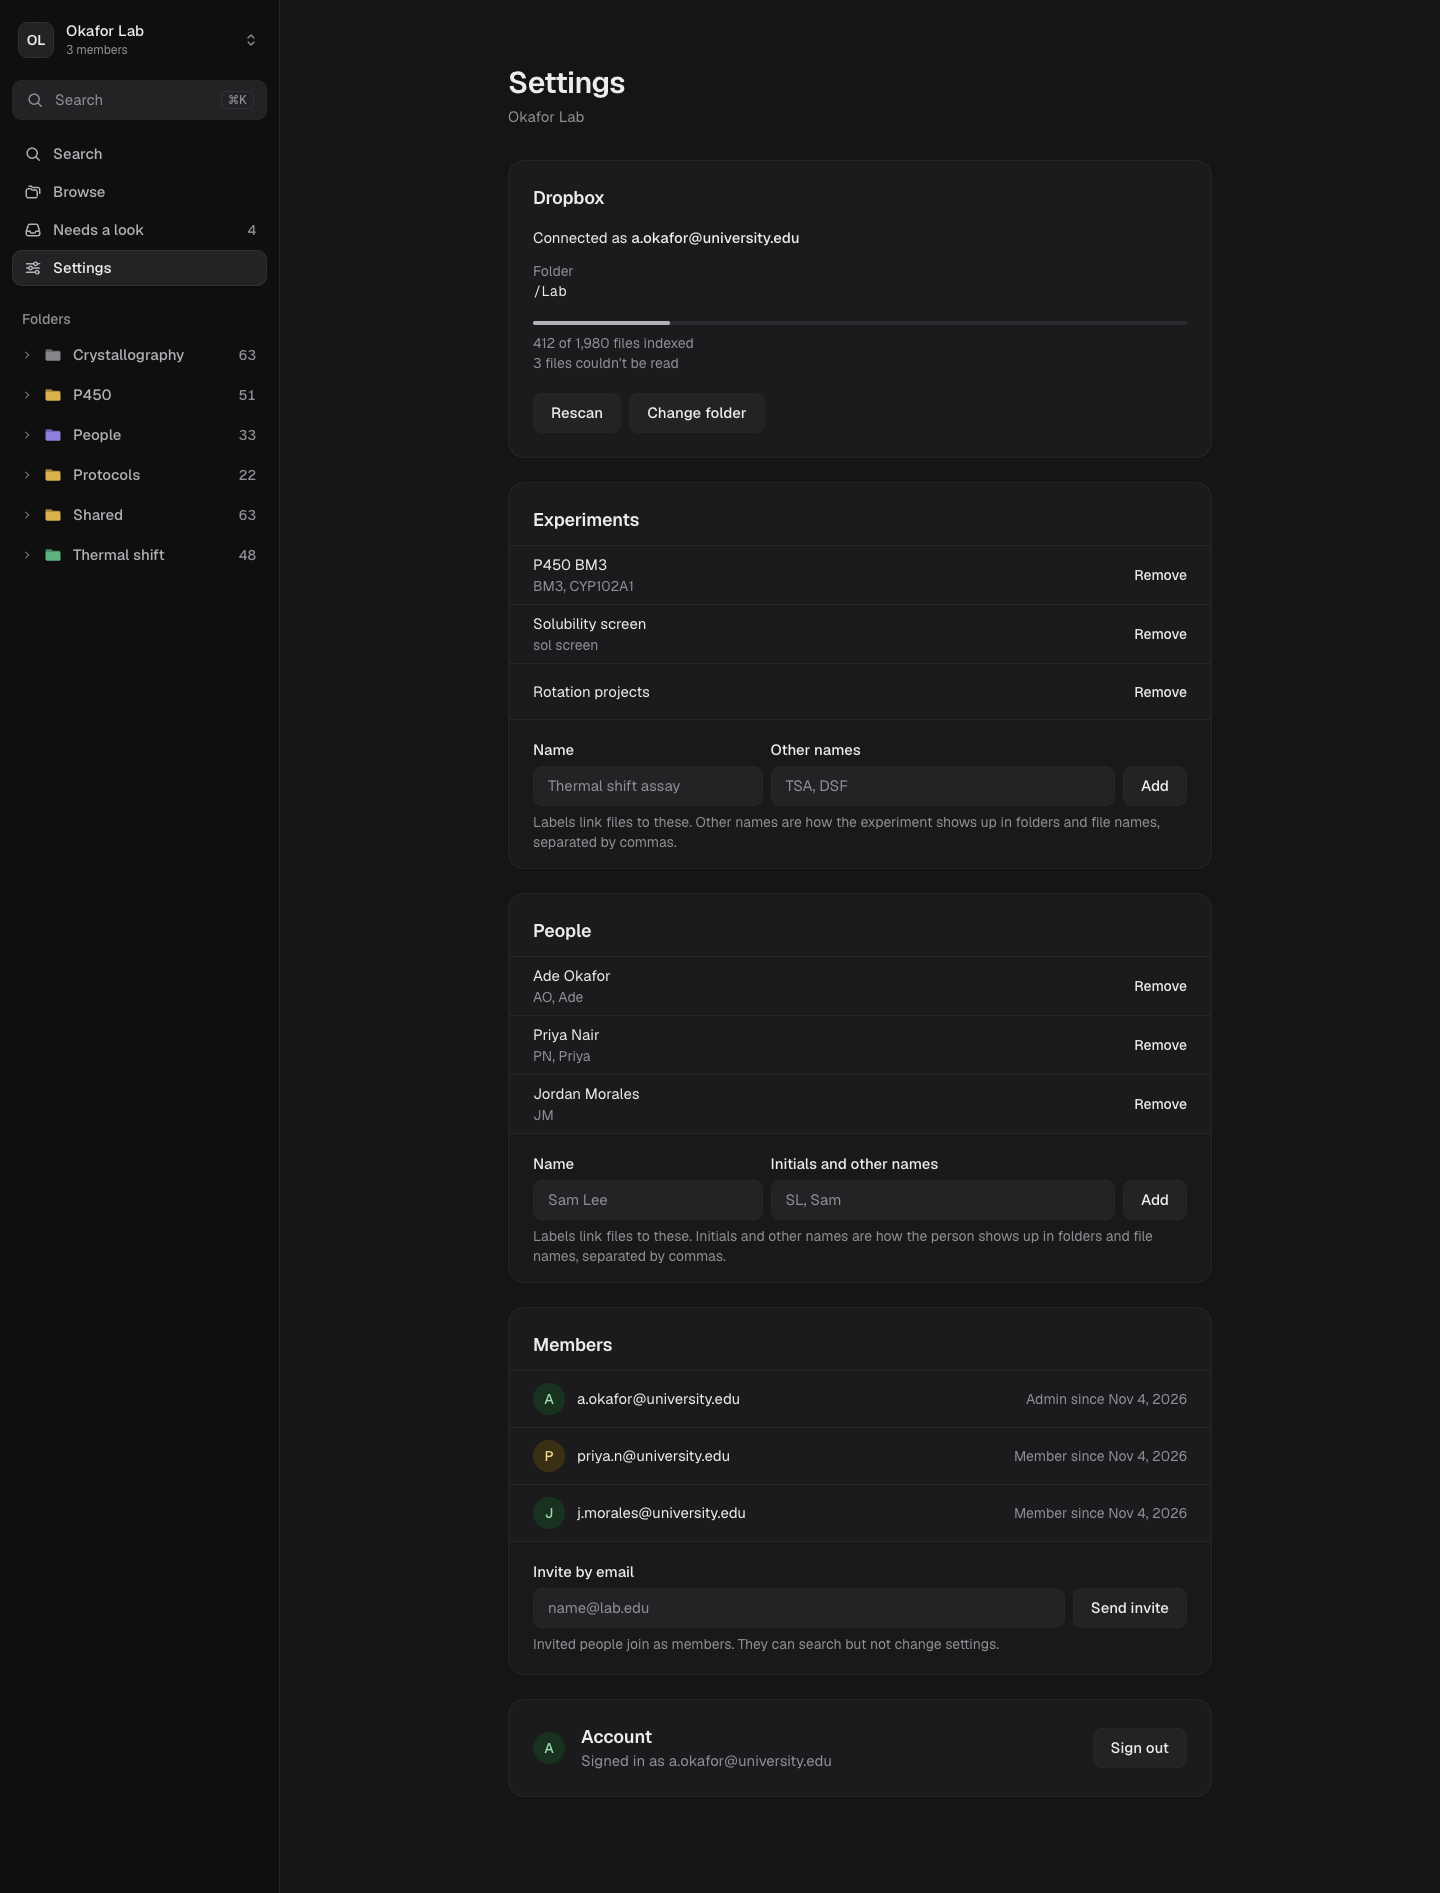 OL
Okafor Lab
3 members
Search
⌘K
Search
Browse
Needs a look 4
Settings
Folders
Crystallography 63
P450 51
People 33
Protocols 22
Shared 63
Thermal shift 48
Settings
Okafor Lab
Dropbox
Connected as a.okafor@university.edu
Folder
/Lab
412 of 1,980 files indexed
3 files couldn't be read
Rescan
Change folder
Experiments
P450 BM3
BM3, CYP102A1
Remove
Solubility screen
sol screen
Remove
Rotation projects
Remove
Name
Other names
Thermal shift assay
TSA, DSF
Add
Labels link files to these. Other names are how the experiment shows up in folders and file names,
separated by commas.
People
Ade Okafor
AO, Ade
Remove
Priya Nair
PN, Priya
Remove
Jordan Morales
JM
Remove
Name
Initials and other names
Sam Lee
SL, Sam
Add
Labels link files to these. Initials and other names are how the person shows up in folders and file
names, separated by commas.
Members
A
a.okafor@university.edu
Admin since Nov 4, 2026
P
priya.n@university.edu
Member since Nov 4, 2026
J
j.morales@university.edu
Member since Nov 4, 2026
Invite by email
name@lab.edu
Send invite
Invited people join as members. They can search but not change settings.
A
Account
Signed in as a.okafor@university.edu
Sign out